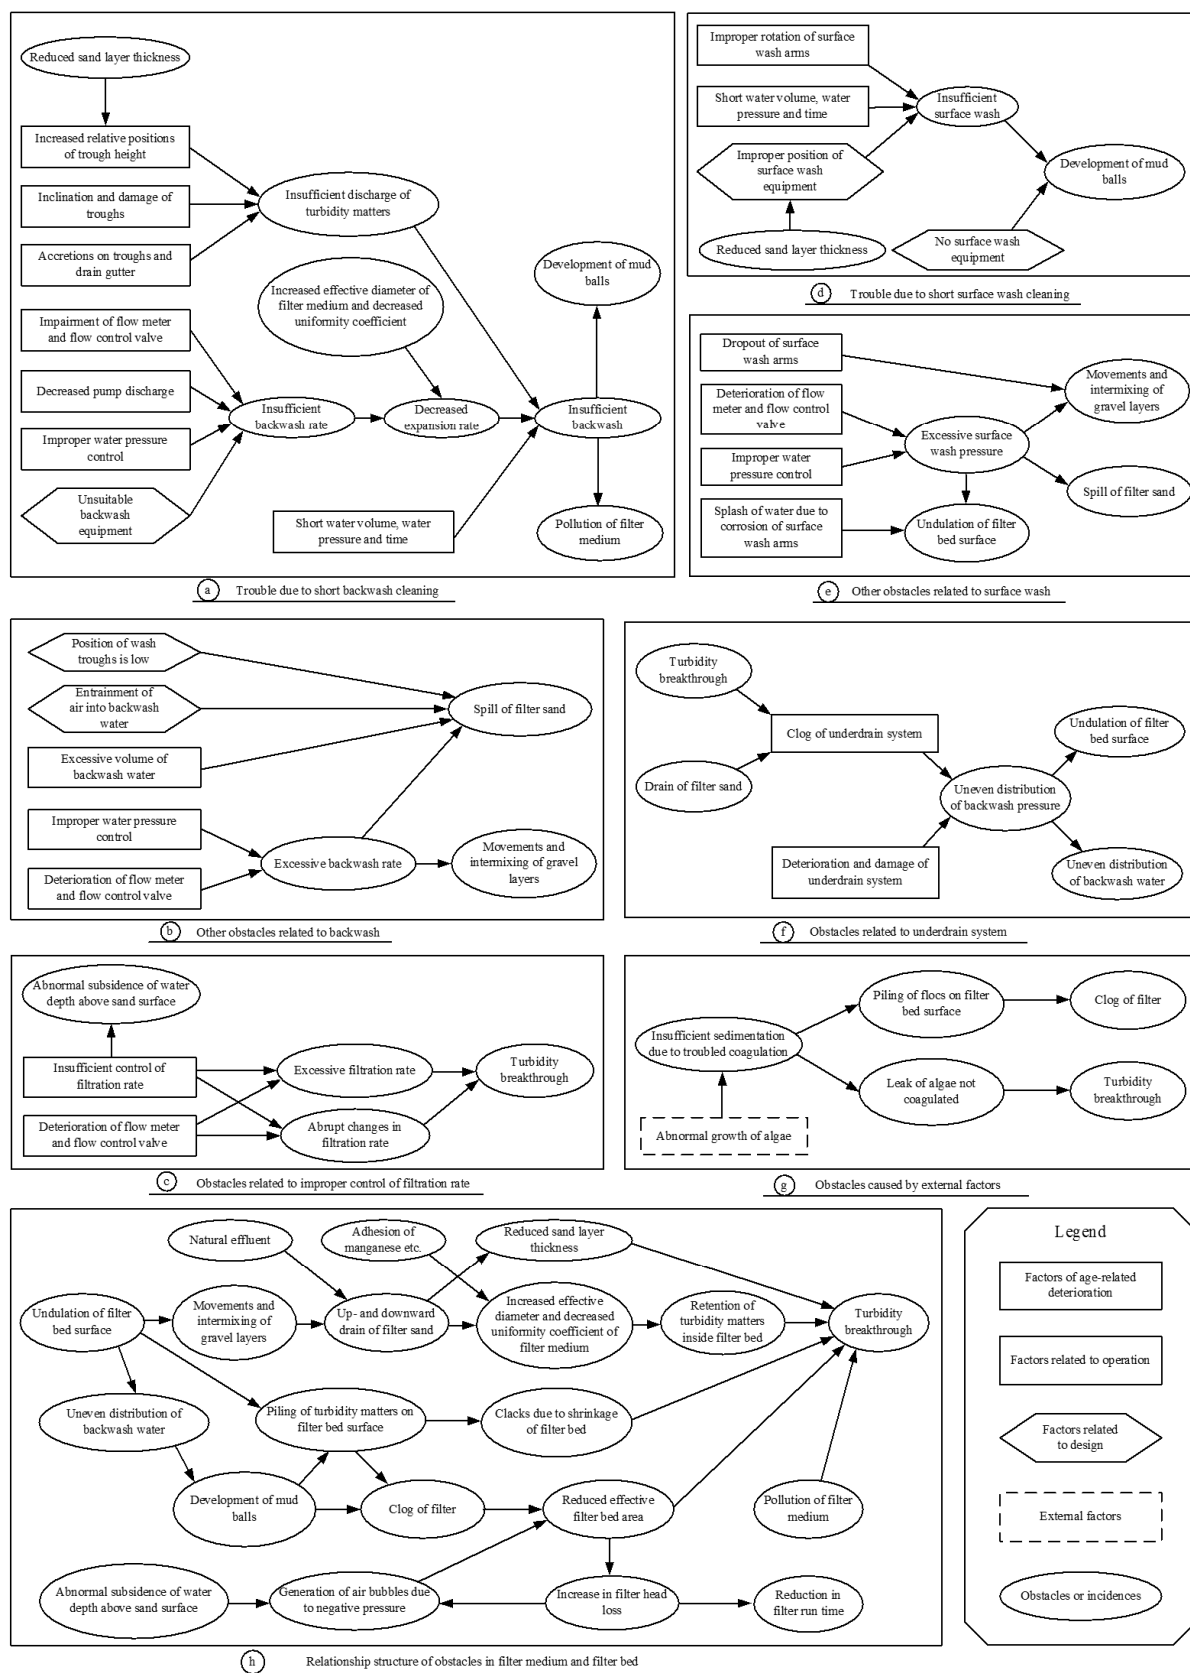 Reduced sand layer thickness
Increased relative positions
of trough height
Inclination and damage of
troughs
Accretions on troughs and
drain gutter
Insufficient discharge of
turbidity matters
Increased effective diameter of
filter medium and decreased
uniformity coefficient
Development of mud
balls
Impairment of flow meter
and flow control valve
Decreased pump discharge
Improper water pressure
control
Unsuitable
backwash
equipment
Insufficient
backwash rate
Decreased
expansion rate
Insufficient
backwash
Short water volume, water
pressure and time
Pollution of filter
medium
a Trouble due to short backwash cleaning
Improper rotation of surface
wash arms
Short water volume, water
pressure and time
Improper position of
surface wash
equipment
Reduced sand layer thickness
Insufficient
surface wash
Development of mud
balls
No surface wash
equipment
d Trouble due to short surface wash cleaning
Dropout of surface
wash arms
Deterioration of flow
meter and flow control
valve
Improper water
pressure control
Splash of water due to
corrosion of surface
wash arms
Excessive surface
wash pressure
Undulation of filter
bed surface
Movements and
intermixing of
gravel layers
Spill of filter sand
e Other obstacles related to surface wash
Position of wash
troughs is low
Entrainment of
air into backwash
water
Excessive volume of
backwash water
Improper water pressure
control
Deterioration of flow meter
and flow control valve
Spill of filter sand
Excessive backwash rate
Movements and
intermixing of gravel
layers
b Other obstacles related to backwash
Turbidity
breakthrough
Clog of underdrain system
Drain of filter sand
Uneven distribution
of backwash pressure
Deterioration and damage of
underdrain system
Undulation of filter
bed surface
Uneven distribution
of backwash water
f Obstacles related to underdrain system
Abnormal subsidence of water
depth above sand surface
Insufficient control of
filtration rate
Deterioration of flow meter
and flow control valve
Excessive filtration rate
Abrupt changes in
filtration rate
Turbidity
breakthrough
c Obstacles related to improper control of filtration rate
Insufficient sedimentation
due to troubled coagulation
Abnormal growth of algae
Piling of flocs on filter
bed surface
Clog of filter
Leak of algae not
coagulated
Turbidity
breakthrough
g Obstacles caused by external factors
Natural effluent
Adhesion of
manganese etc.
Reduced sand layer
thickness
Undulation of filter
bed surface
Movements and
intermixing of
gravel layers
Up- and downward
drain of filter sand
Increased effective
diameter and decreased
uniformity coefficient of
filter medium
Retention of
turbidity matters
inside filter bed
Turbidity
breakthrough
Uneven distribution of
backwash water
Piling of turbidity matters on
filter bed surface
Clacks due to shrinkage
of filter bed
Development of mud
balls
Clog of filter
Reduced effective
filter bed area
Pollution of filter
medium
Abnormal subsidence of water
depth above sand surface
Generation of air bubbles due
to negative pressure
Increase in filter head
loss
Reduction in
filter run time
h Relationship structure of obstacles in filter medium and filter bed
Legend
Factors of age-related
deterioration
Factors related to operation
Factors related
to design
External factors
Obstacles or incidences